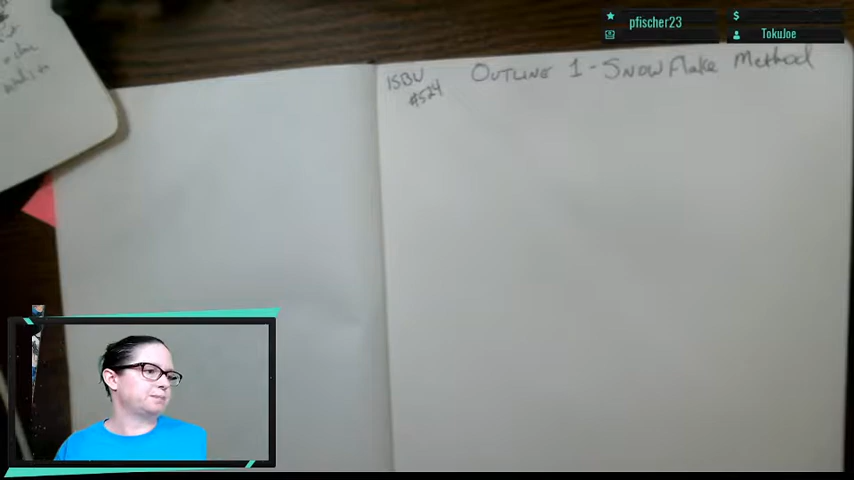 pfischer23
$
TokuJoe
ISBU
#524
OUTLINE 1 - SNOWFlake Method